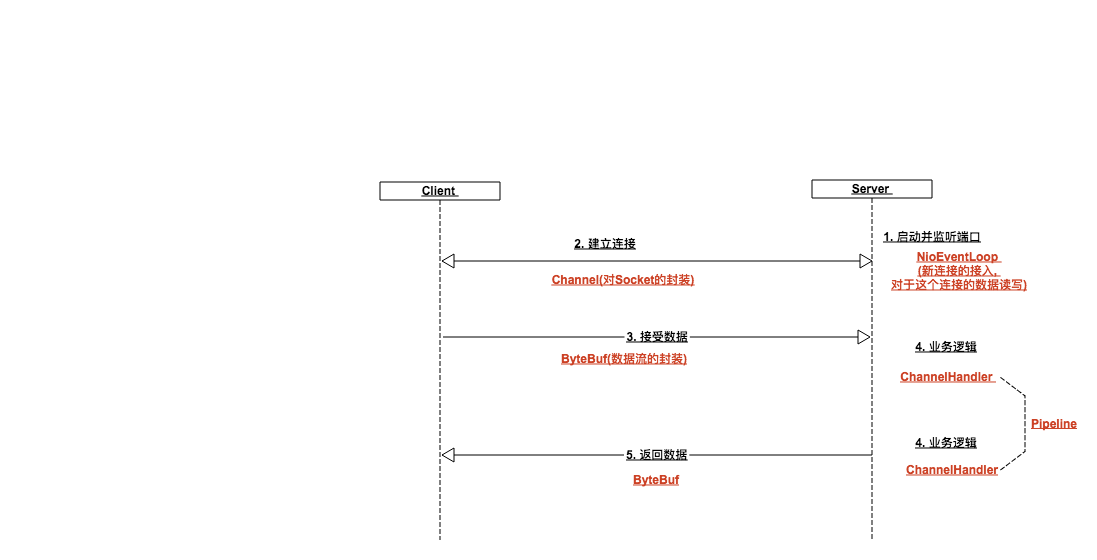 Client
Server
1. 启动并监听端口
2. 建立连接
NioEventLoop
(新连接的接入,
对于这个连接的数据读写)
Channel(对Socket的封装)
3. 接受数据
4. 业务逻辑
ByteBuf(数据流的封装)
ChannelHandler
Pipeline
4. 业务逻辑
5. 返回数据
ChannelHandler
ByteBuf